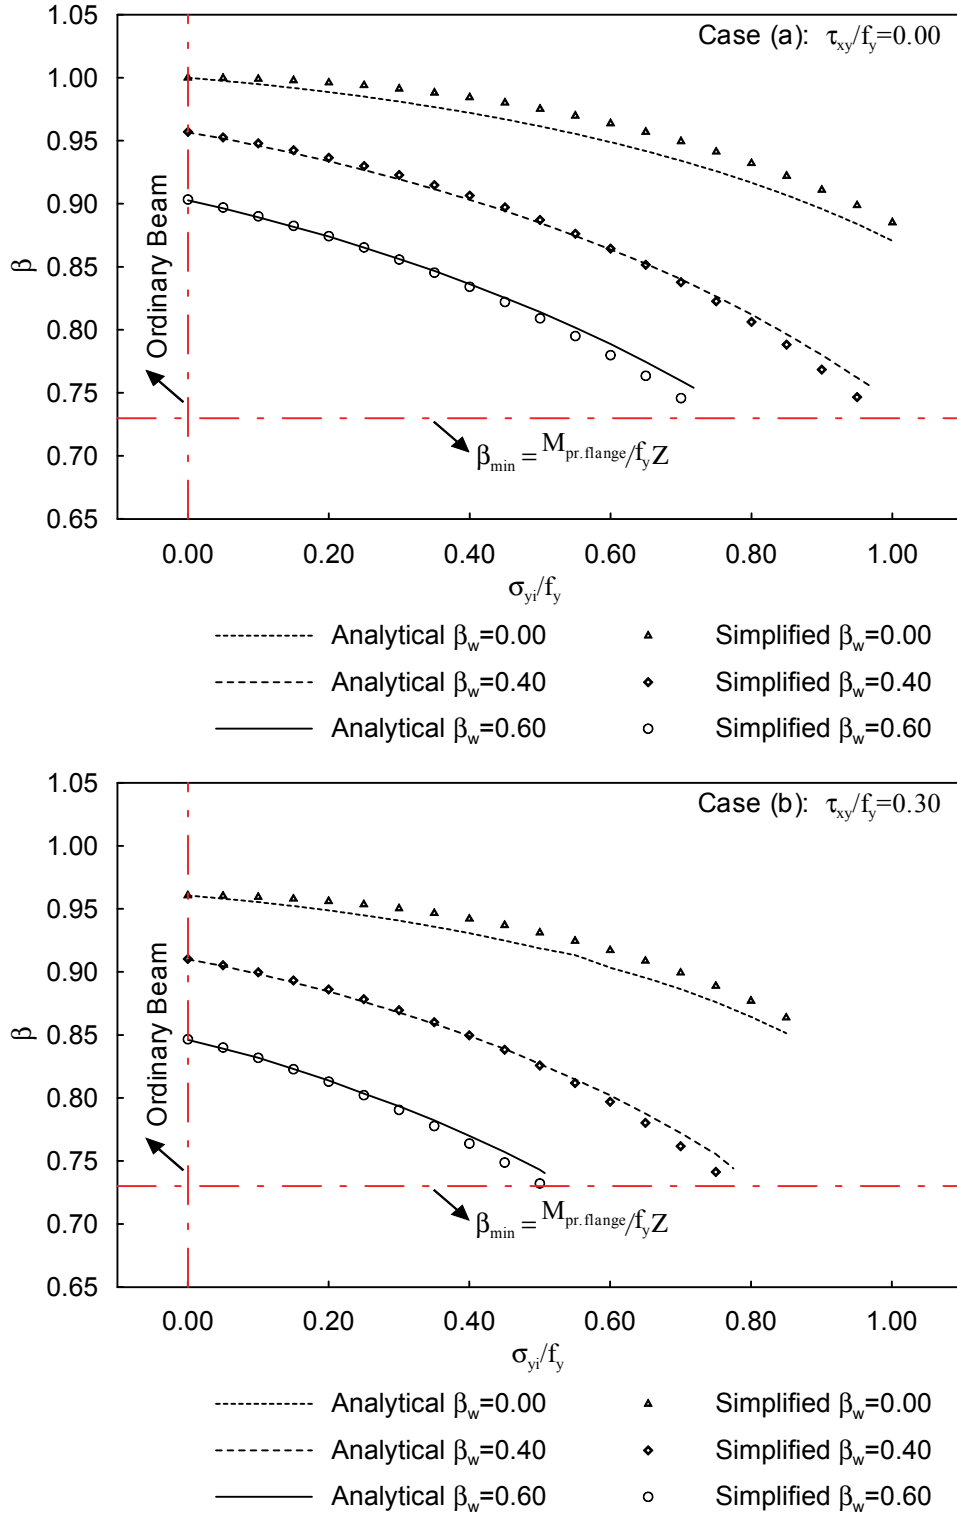 1.05
Case (a): τxy/fy=0.00
1.00
0.95
0.90
0.85
β
Ordinary Beam
0.80
0.75
βmin = Mpr.flange/fyZ
0.70
0.65
0.00 0.20 0.40 0.60 0.80 1.00
σyi/fy
Analytical βw=0.00 Simplified βw=0.00
Analytical βw=0.40 Simplified βw=0.40
Analytical βw=0.60 Simplified βw=0.60
1.05
Case (b): τxy/fy=0.30
1.00
0.95
0.90
0.85
β
Ordinary Beam
0.80
0.75
βmin = Mpr.flange/fyZ
0.70
0.65
0.00 0.20 0.40 0.60 0.80 1.00
σyi/fy
Analytical βw=0.00 Simplified βw=0.00
Analytical βw=0.40 Simplified βw=0.40
Analytical βw=0.60 Simplified βw=0.60